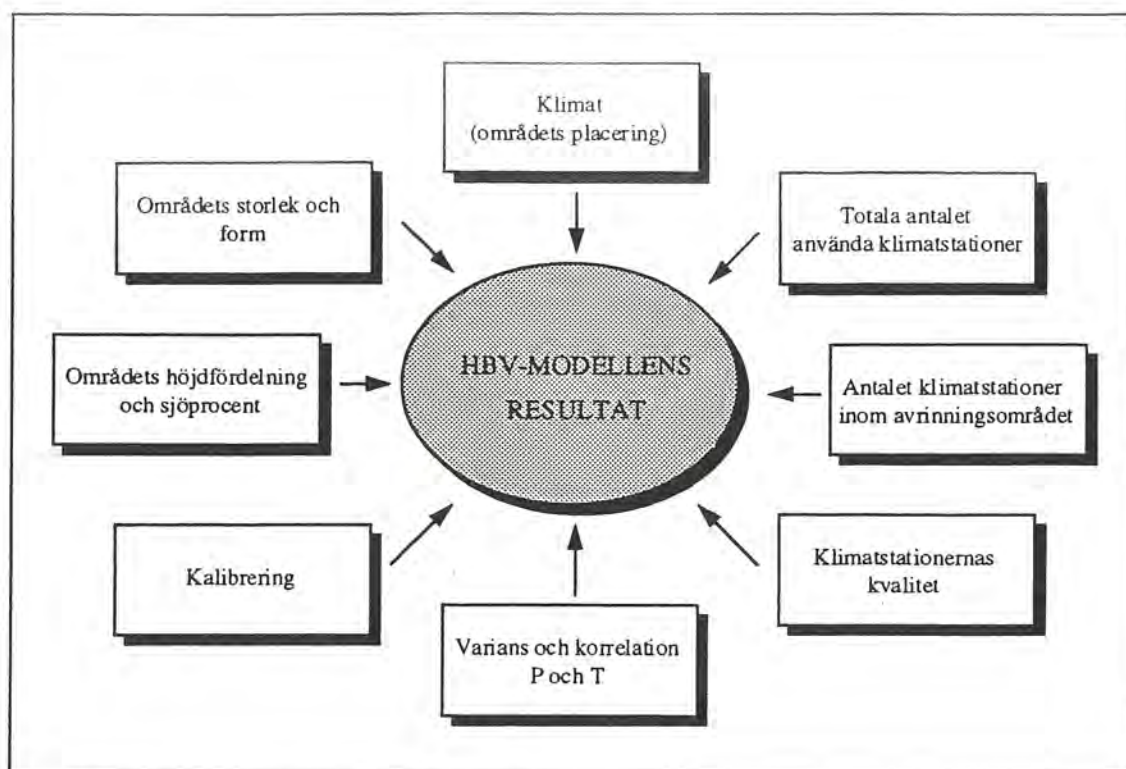 Klimat
(områdets placering)
Områdets storlek och
form
Totala antalet
använda klimatstationer
HBV-MODELLENS
RESULTAT
Områdets höjdfördelning
och sjöprocent
Antalet klimatstationer
inom avrinningsområdet
Kalibrering
Klimatstationernas
kvalitet
Varians och korrelation
P och T